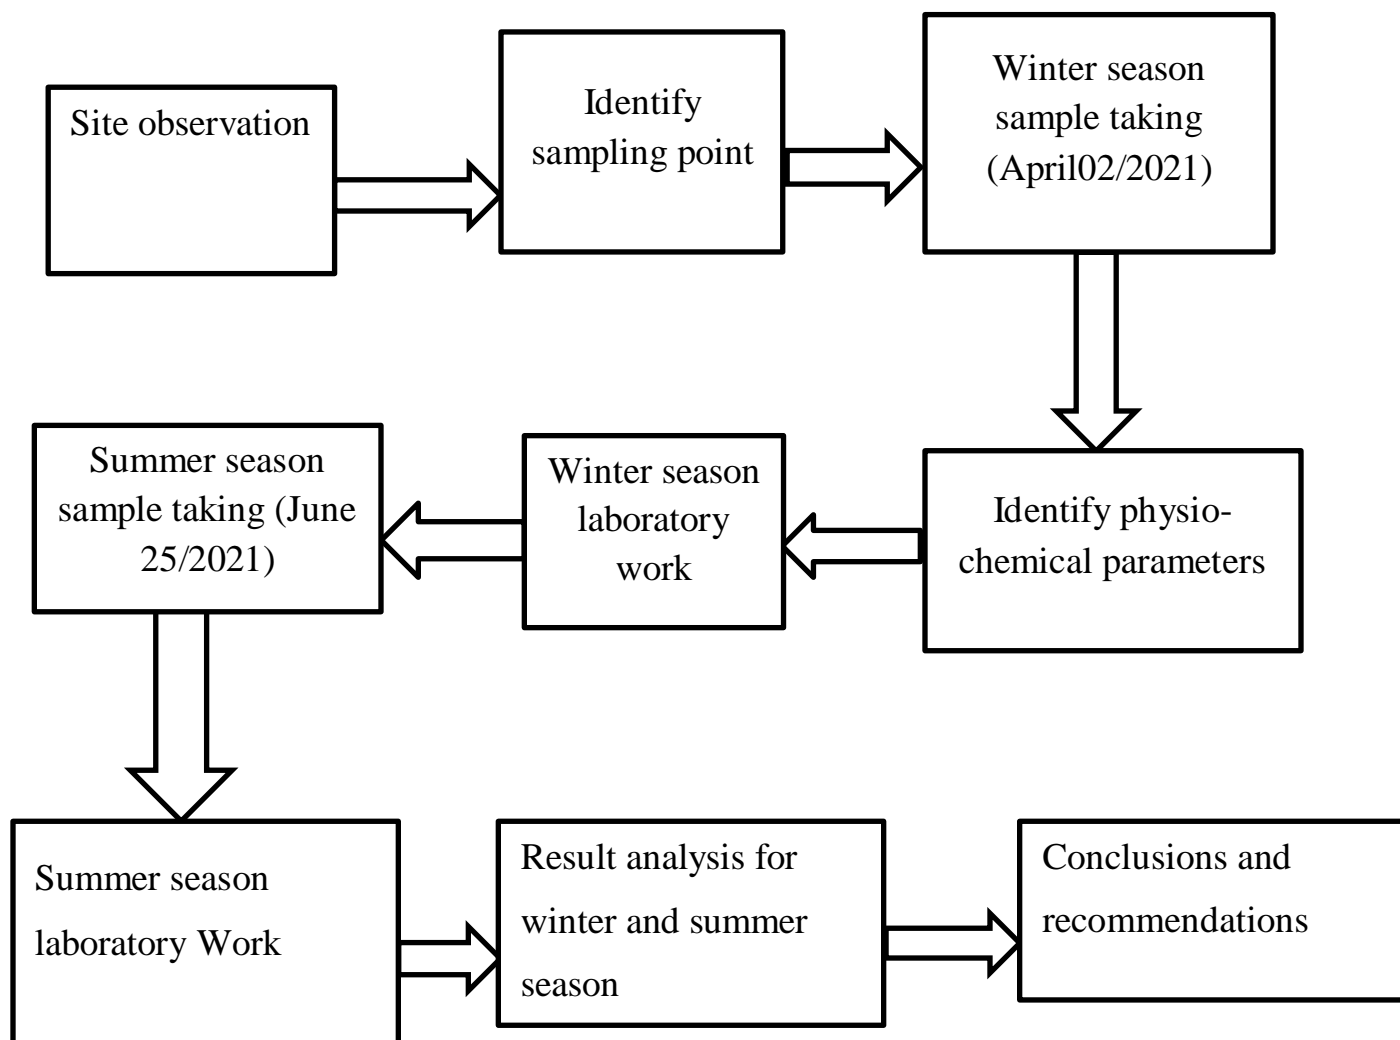 Site observation
Identify
sampling point
Winter season
sample taking
(April02/2021)
Identify physio-
chemical parameters
Winter season
laboratory
work
Summer season
sample taking (June
25/2021)
Summer season
laboratory Work
Result analysis for
winter and summer
season
Conclusions and
recommendations